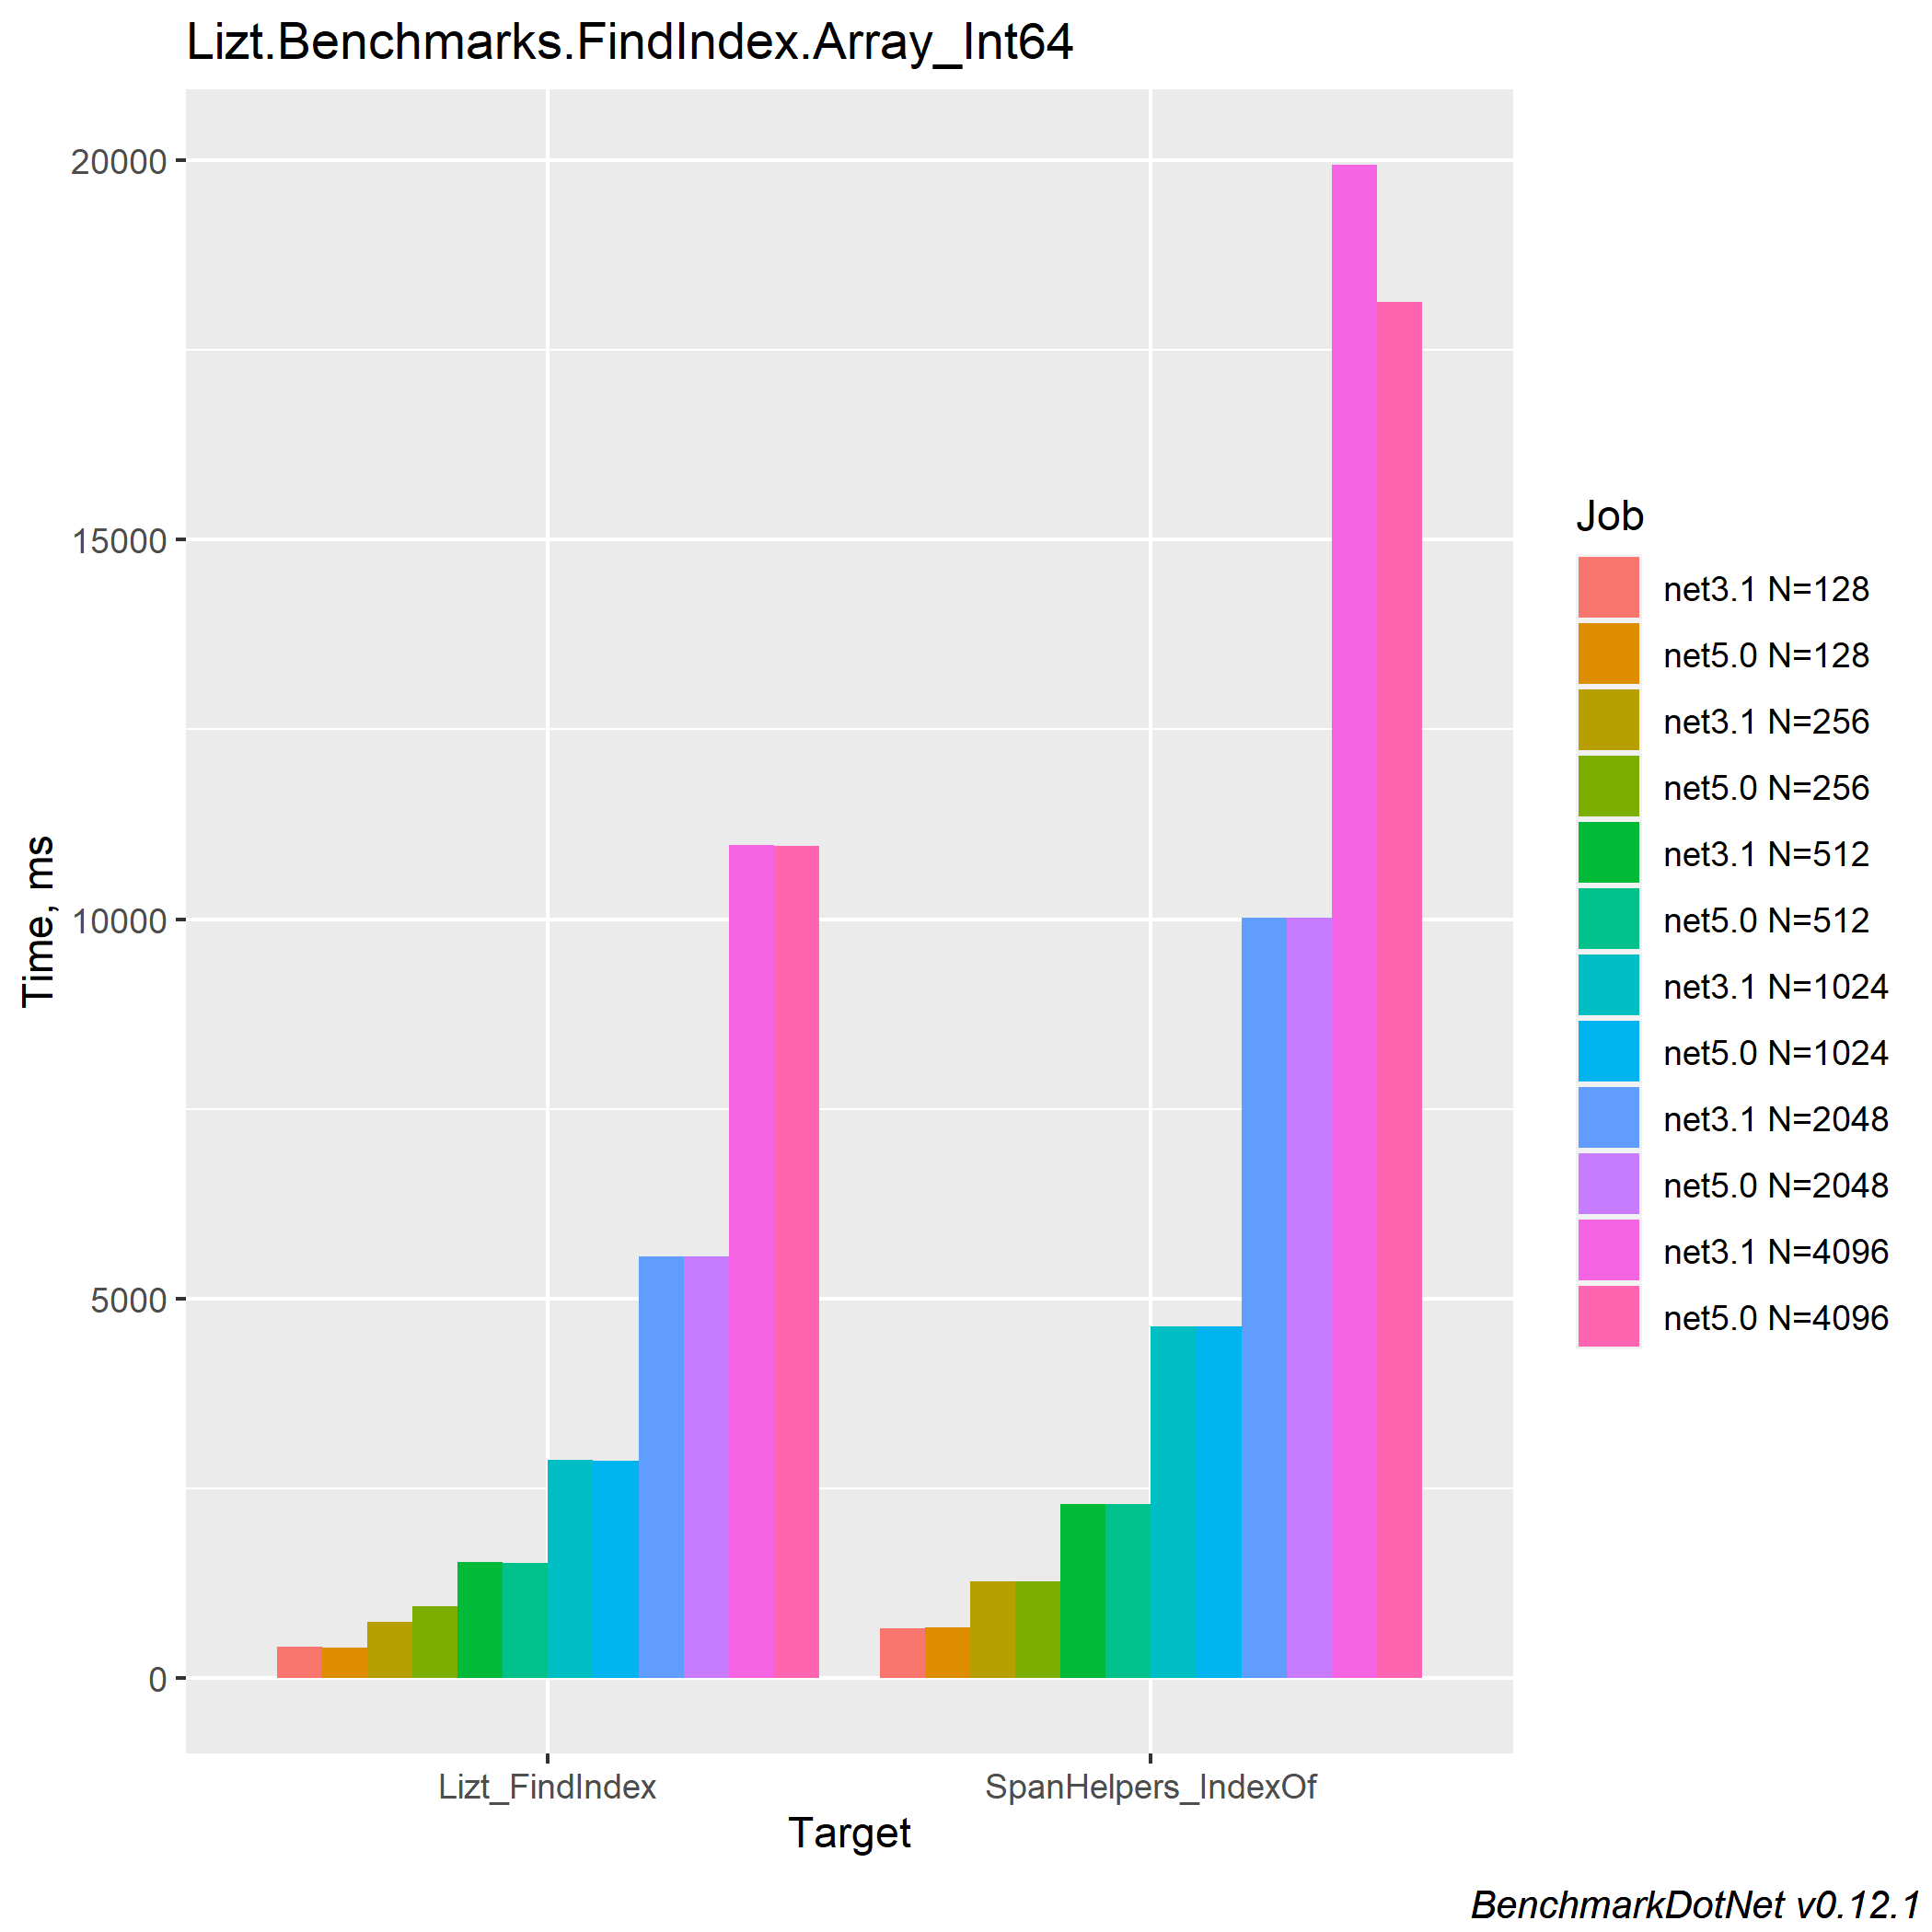 Lizt.Benchmarks.FindIndex.Array_Int64
20000
15000
10000
5000
0
Time, ms
Lizt_FindIndex
SpanHelpers_IndexOf
Target
Job
net3.1 N=128
net5.0 N=128
net3.1 N=256
net5.0 N=256
net3.1 N=512
net5.0 N=512
net3.1 N=1024
net5.0 N=1024
net3.1 N=2048
net5.0 N=2048
net3.1 N=4096
net5.0 N=4096
BenchmarkDotNet v0.12.1